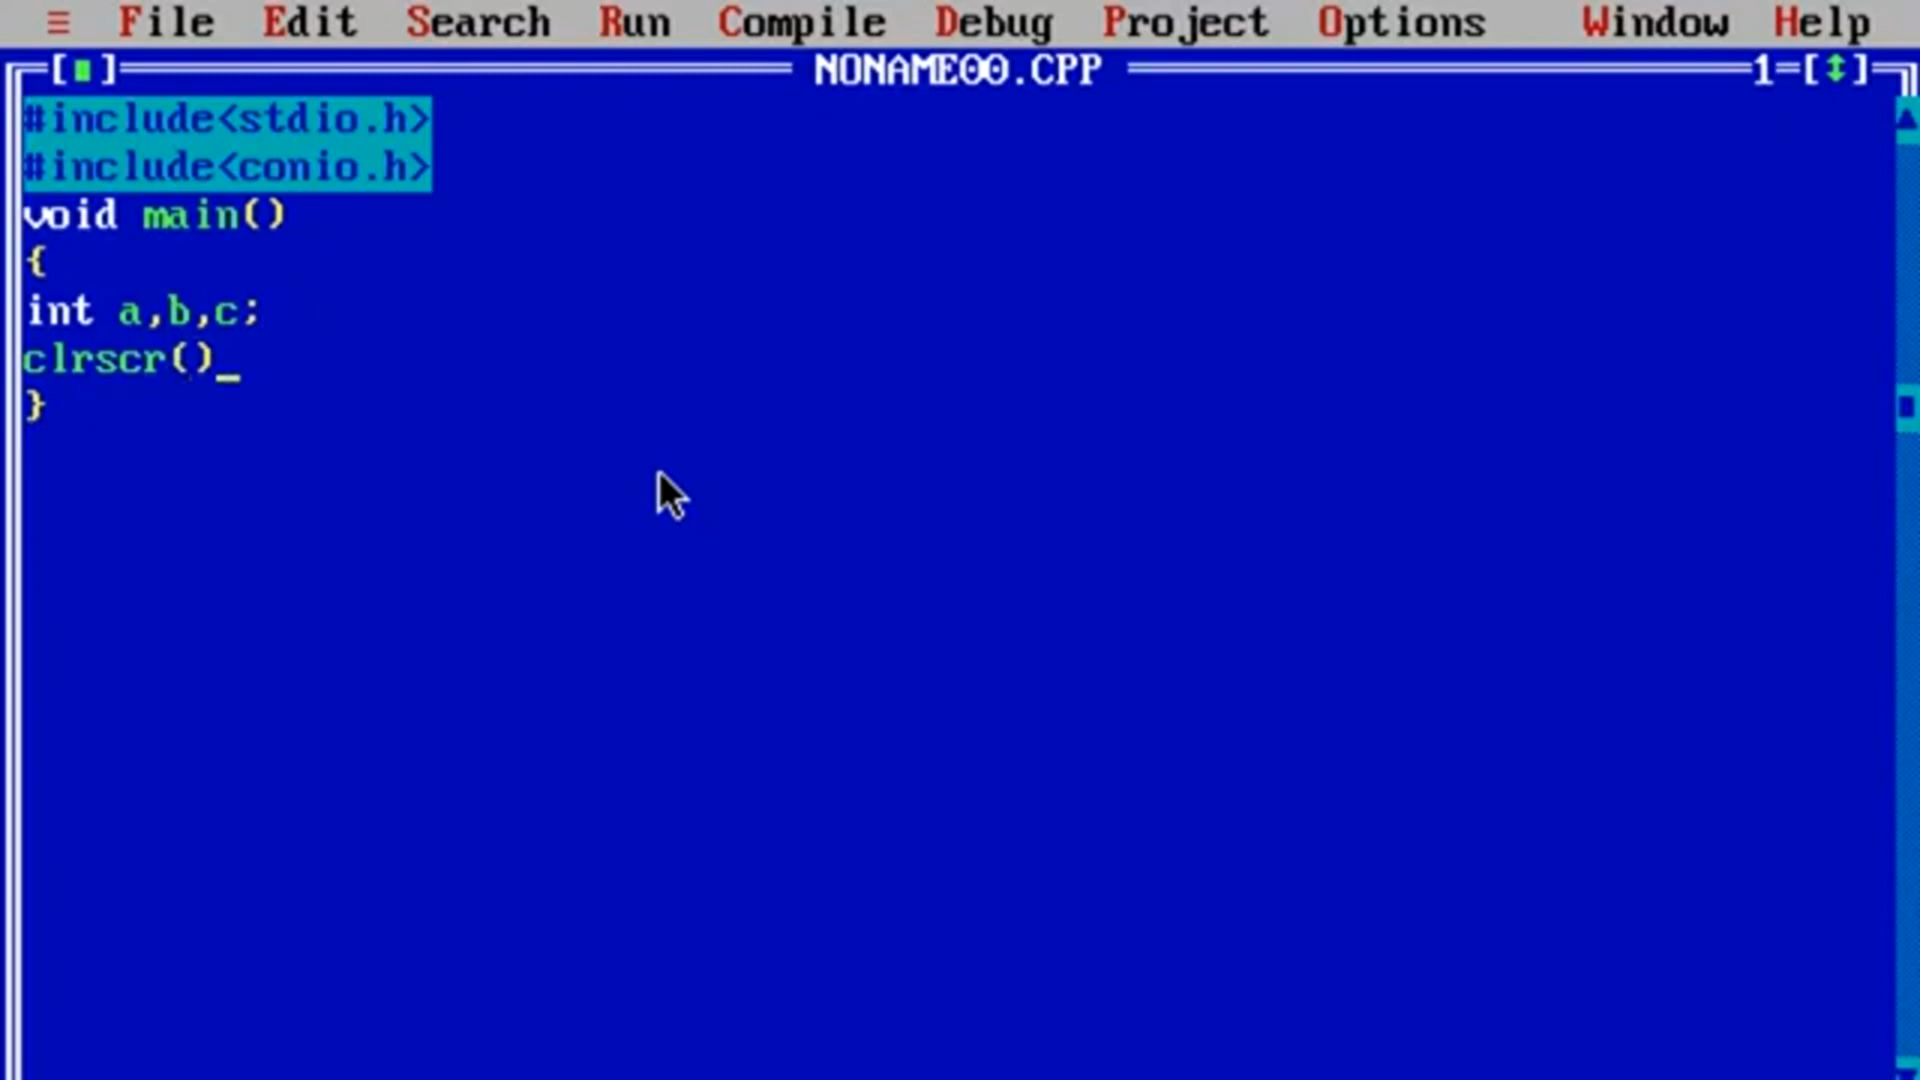 ≡ File Edit Search Run Compile Debug Project Options Window Help
[■] NONAME00.CPP 1=[↕]
#include<stdio.h>
#include<conio.h>
void main()
{
int a,b,c;
clrscr()_
}